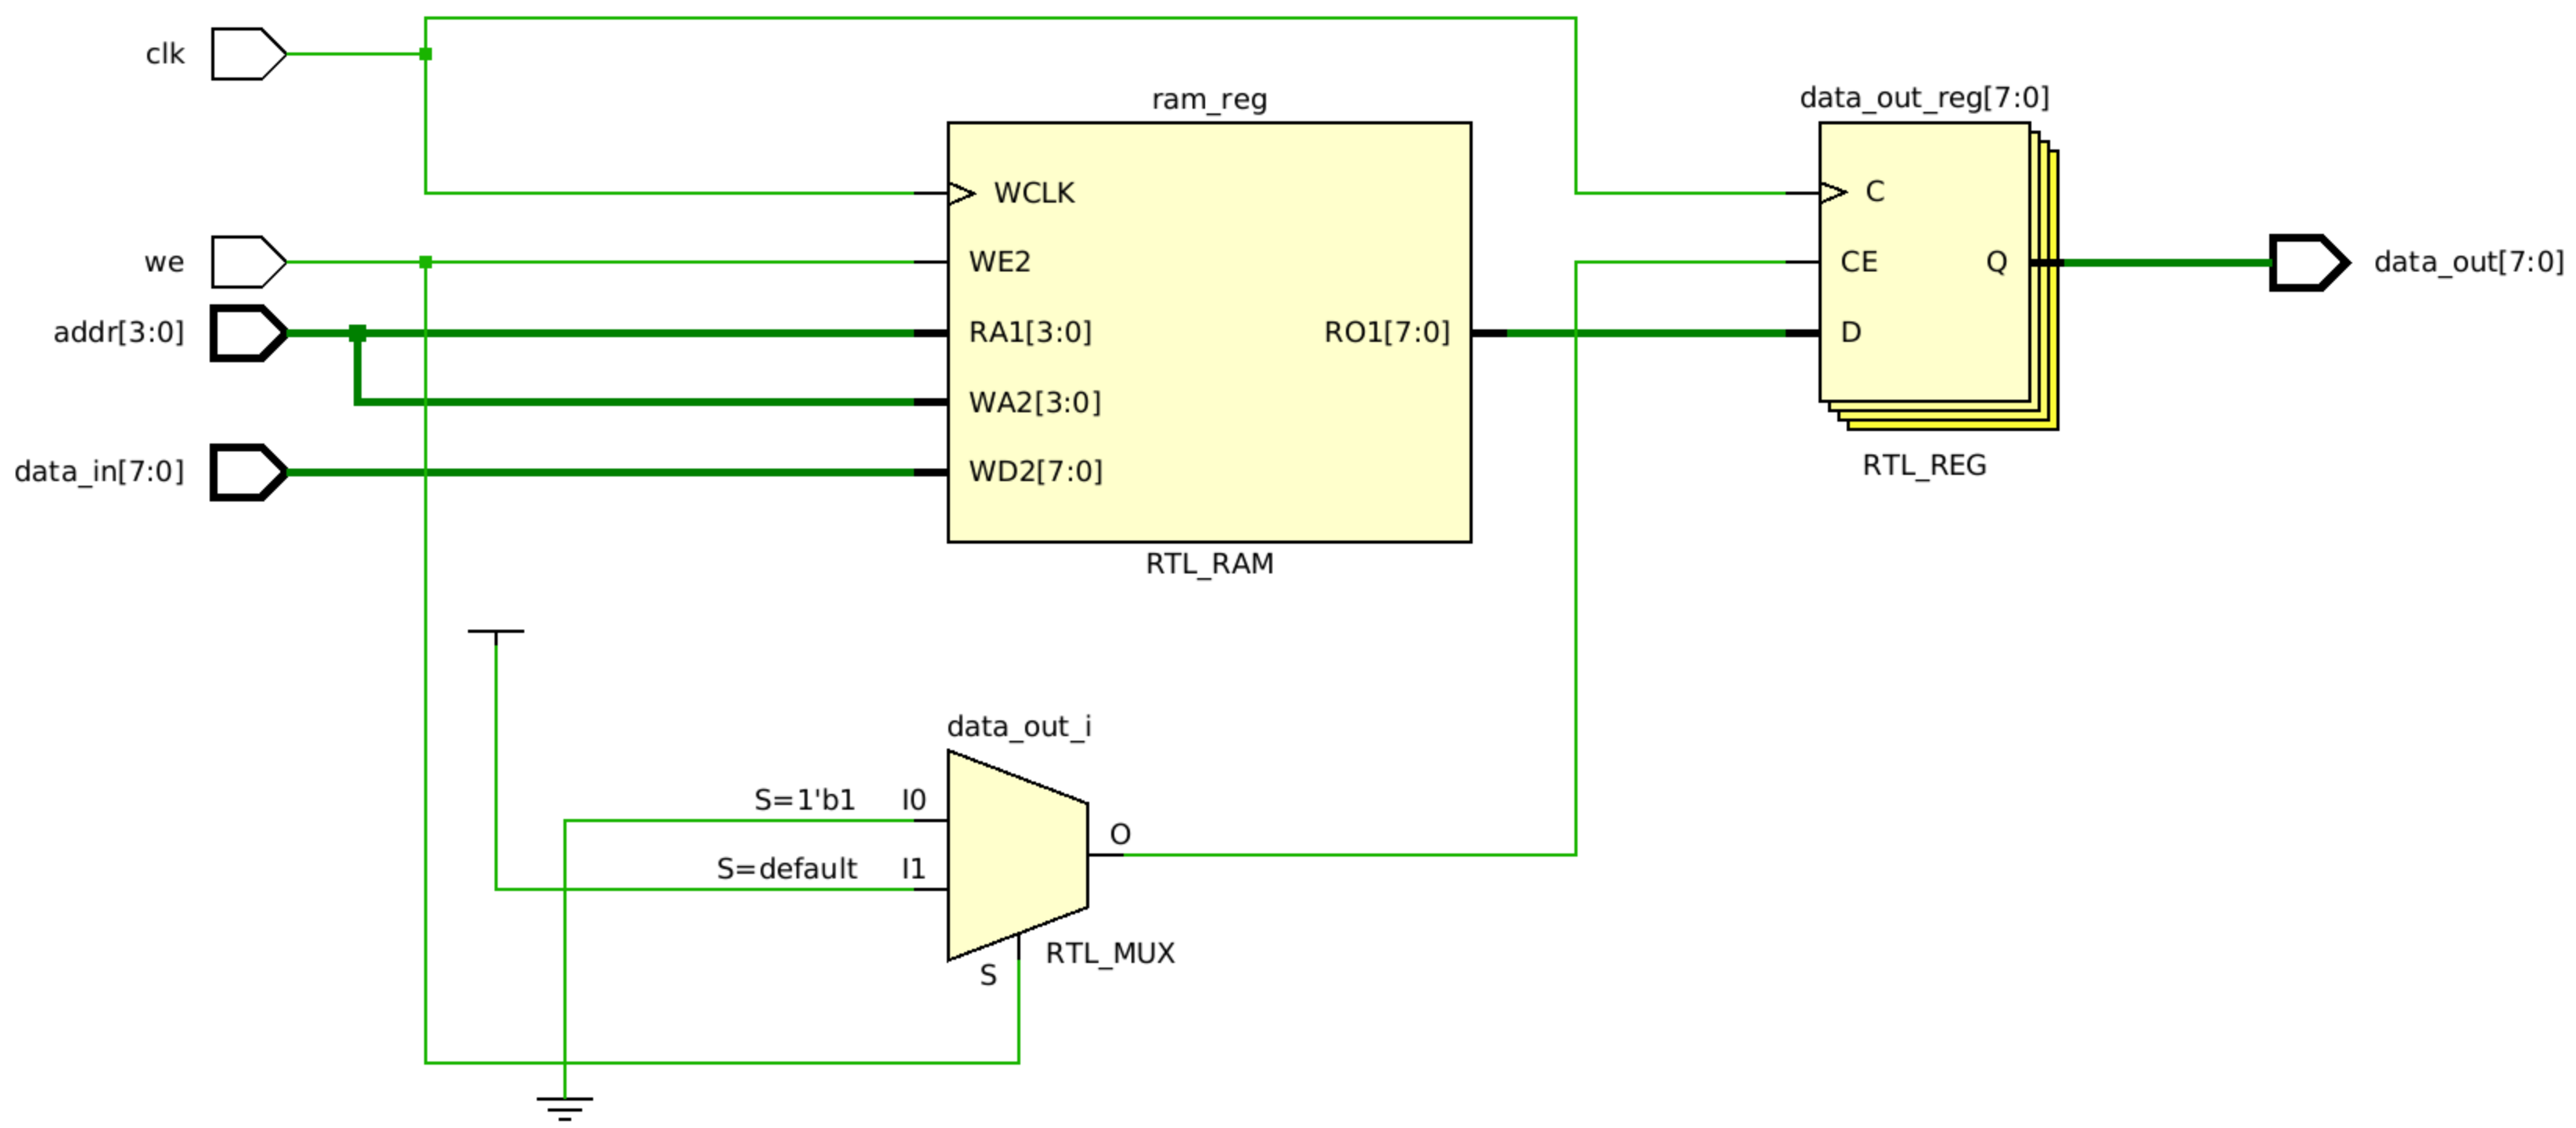 clk
we
addr[3:0]
data_in[7:0]
ram_reg
WCLK
WE2
RA1[3:0]
RO1[7:0]
WA2[3:0]
WD2[7:0]
RTL_RAM
data_out_reg[7:0]
C
CE
Q
D
RTL_REG
data_out[7:0]
data_out_i
S=1'b1 I0
S=default I1
O
S
RTL_MUX